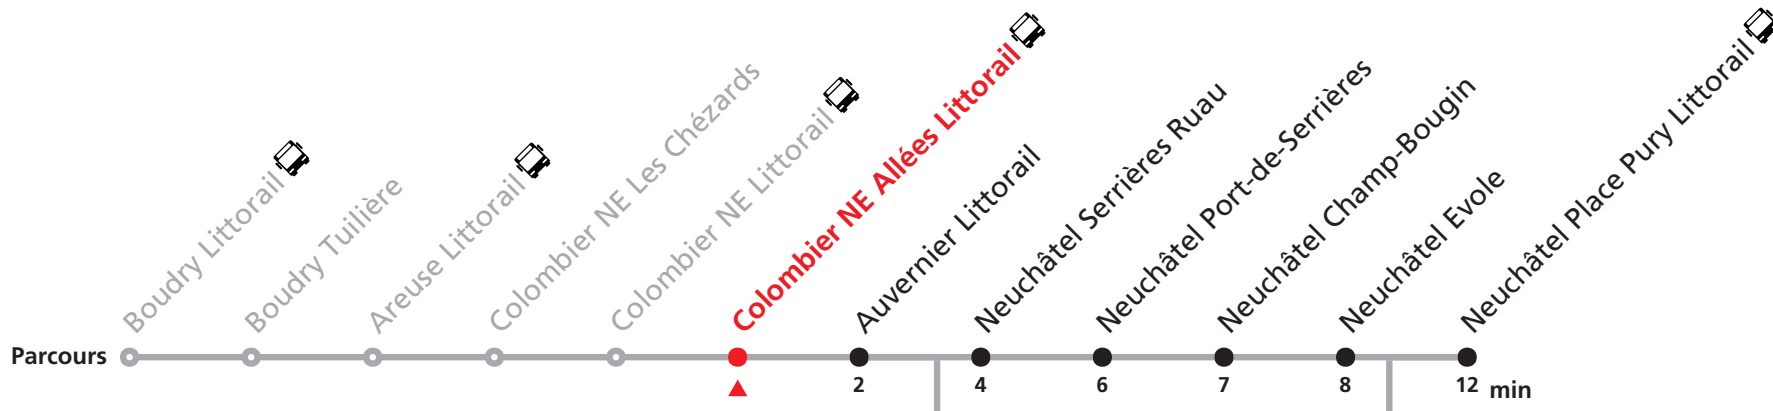 Boudry Littorail
Boudry Tuilière
Areuse Littorail
Colombier NE Les Chézards
Colombier NE Littorail
Colombier NE Allées Littorail
Auvernier Littorail
Neuchâtel Serrières Ruau
Neuchâtel Port-de-Serrières
Neuchâtel Champ-Bougin
Neuchâtel Evole
Neuchâtel Place Pury Littorail
Parcours
2 4 6 7 8 12 min